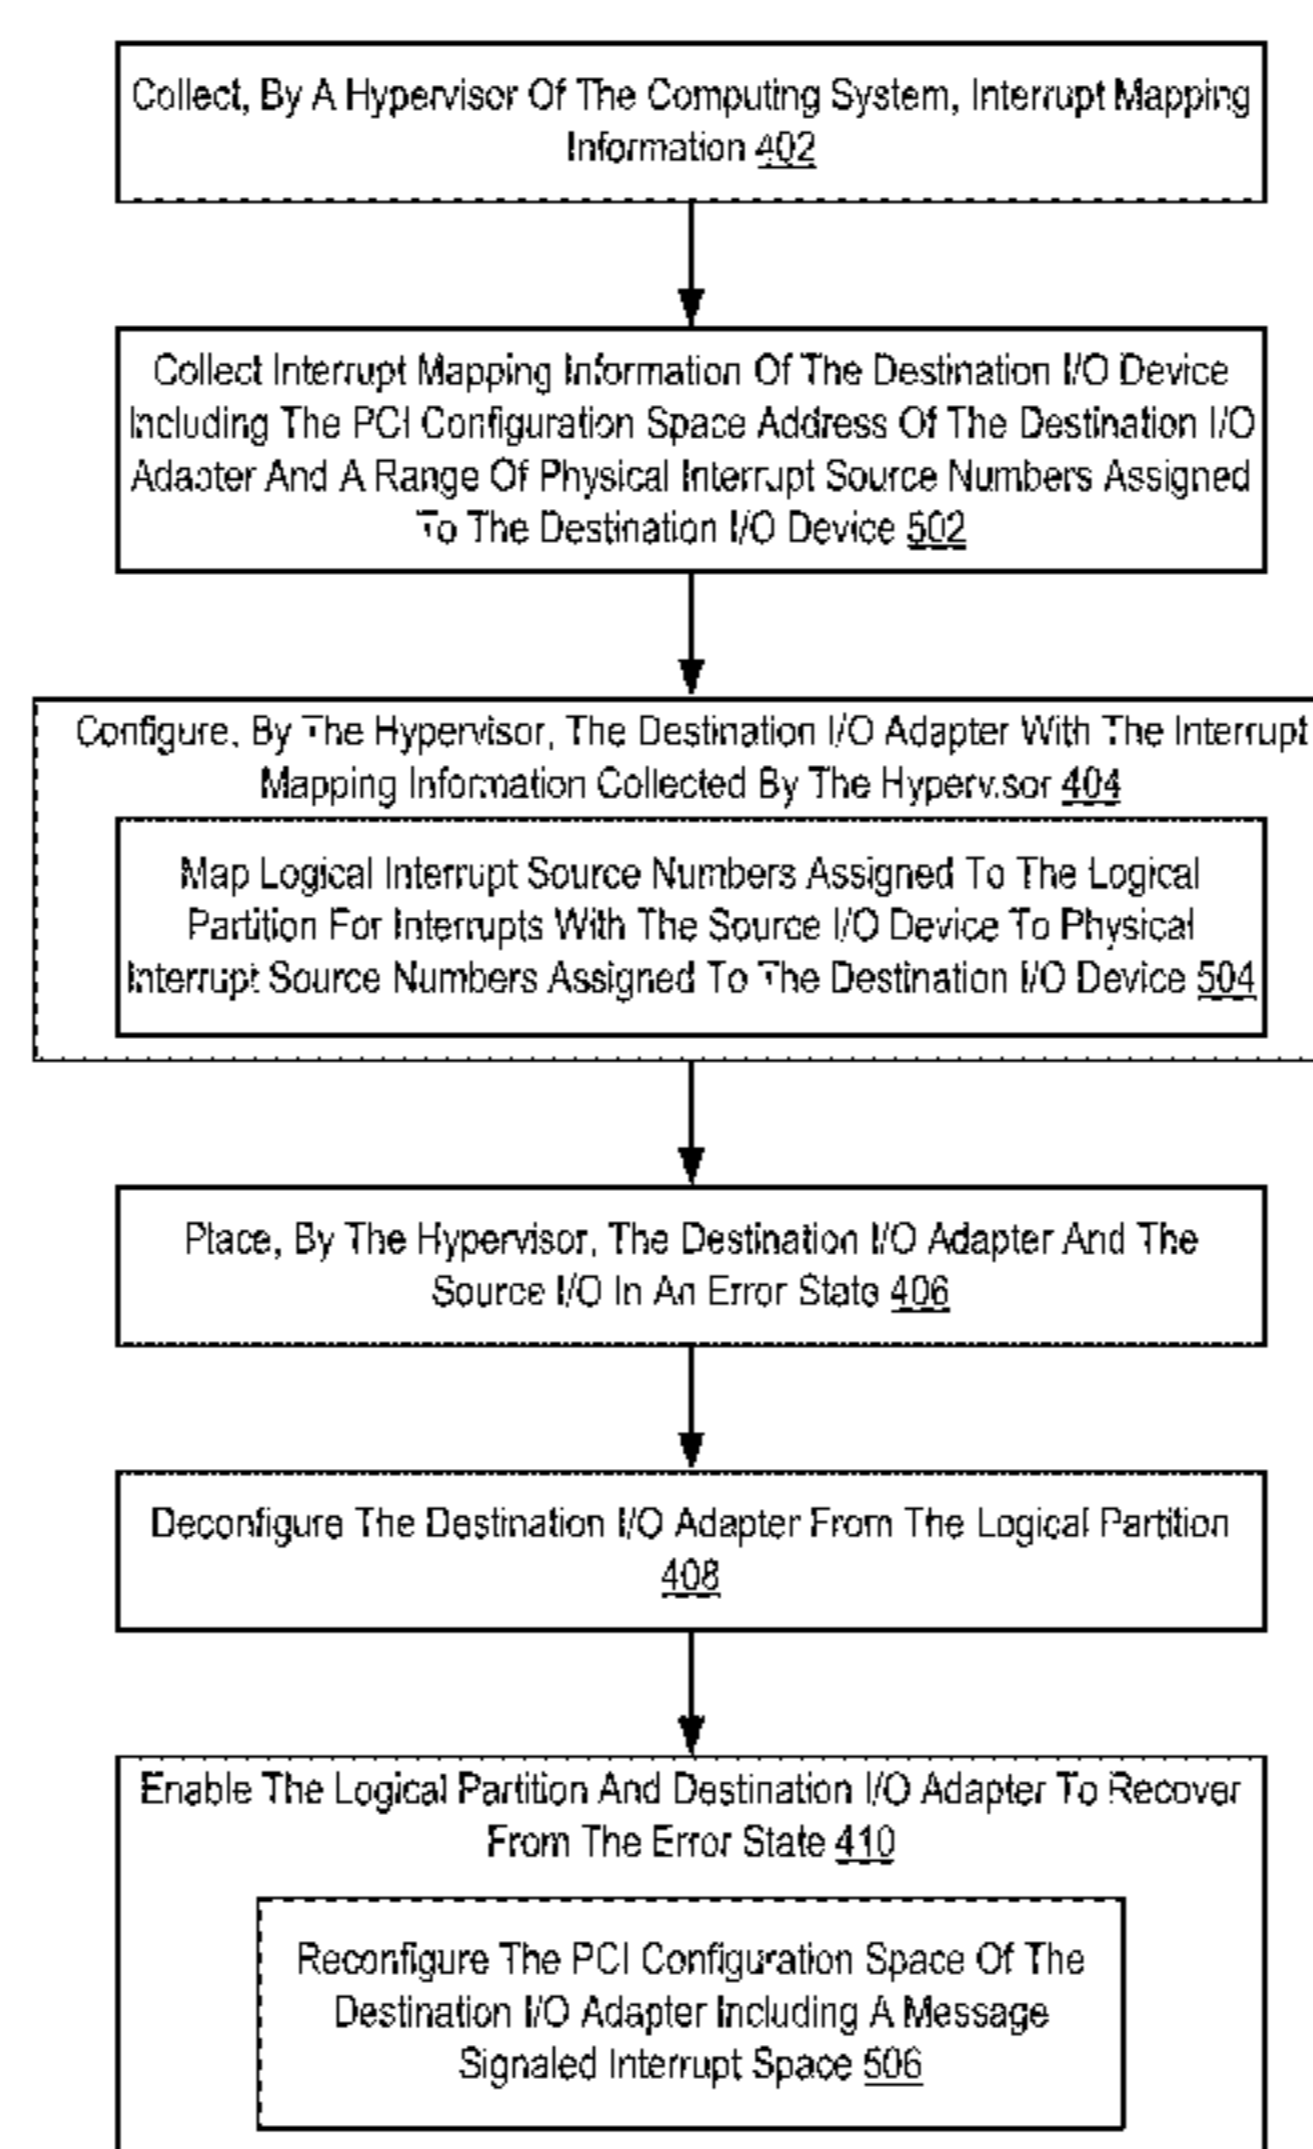 Collect, By A Hypervisor Of The Computing System, Interrupt Mapping
Information 402
Collect Interrupt Mapping Information Of The Destination I/O Device
Including The PCI Configuration Space Address Of The Destination I/O
Adapter And A Range Of Physical Interrupt Source Numbers Assigned
To The Destination I/O Device 502
Configure, By The Hypervisor, The Destination I/O Adapter With The Interrupt
Mapping Information Collected By The Hypervisor 404
Map Logical Interrupt Source Numbers Assigned To The Logical
Partition For Interrupts With The Source I/O Device To Physical
Interrupt Source Numbers Assigned To The Destination I/O Device 504
Place, By The Hypervisor, The Destination I/O Adapter And The
Source I/O In An Error State 406
Deconfigure The Destination I/O Adapter From The Logical Partition
408
Enable The Logical Partition And Destination I/O Adapter To Recover
From The Error State 410
Reconfigure The PCI Configuration Space Of The
Destination I/O Adapter Including A Message
Signaled Interrupt Space 506